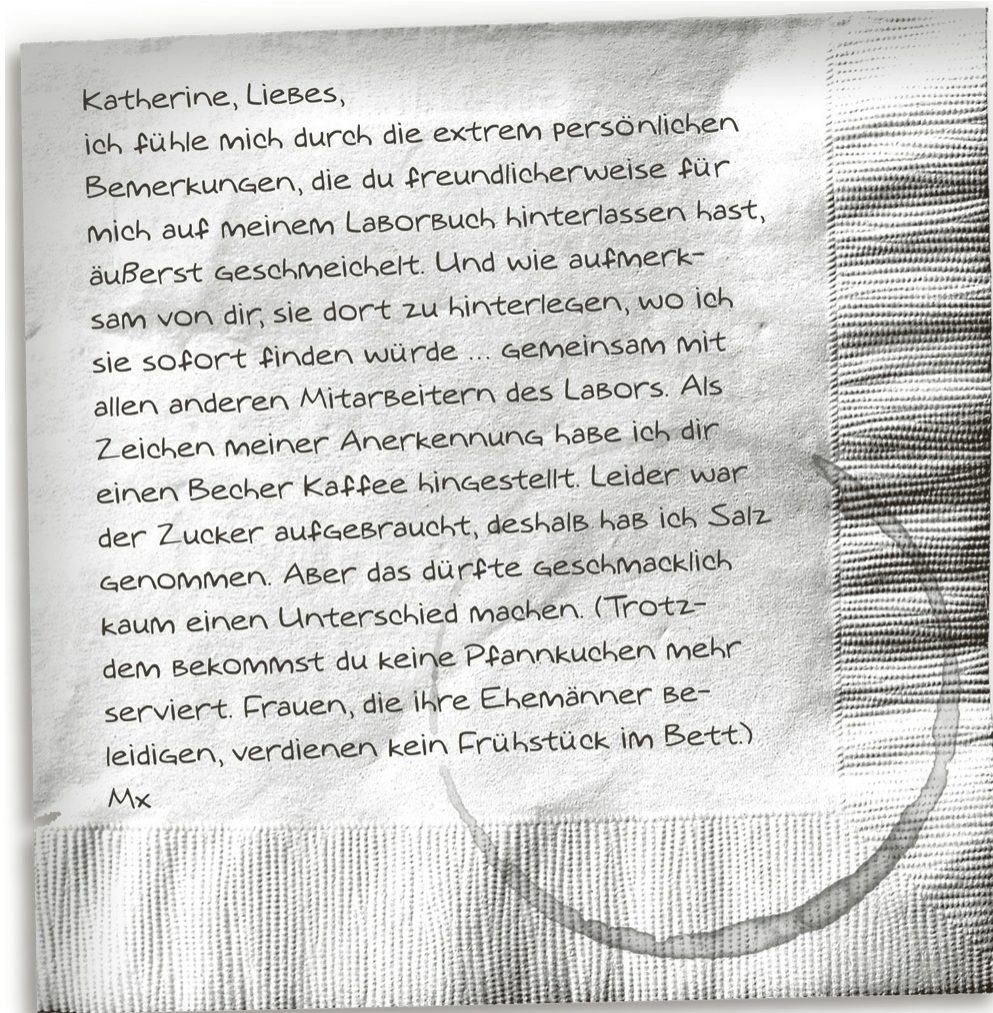 Katherine, Liebes,
ich fühle mich durch die extrem persönlichen
Bemerkungen, die du freundlicherweise für
mich auf meinem Laborbuch hinterlassen hast,
äußerst geschmeichelt. Und wie aufmerk-
sam von dir, sie dort zu hinterlegen, wo ich
sie sofort finden würde ... gemeinsam mit
allen anderen Mitarbeitern des Labors. Als
Zeichen meiner Anerkennung habe ich dir
einen Becher Kaffee hingestellt. Leider war
der Zucker aufgebraucht, deshalb hab ich Salz
genommen. Aber das dürfte geschmacklich
kaum einen Unterschied machen. (Trotz-
dem bekommst du keine Pfannkuchen mehr
serviert. Frauen, die ihre Ehemänner be-
leidigen, verdienen kein Frühstück im Bett.)
Mx